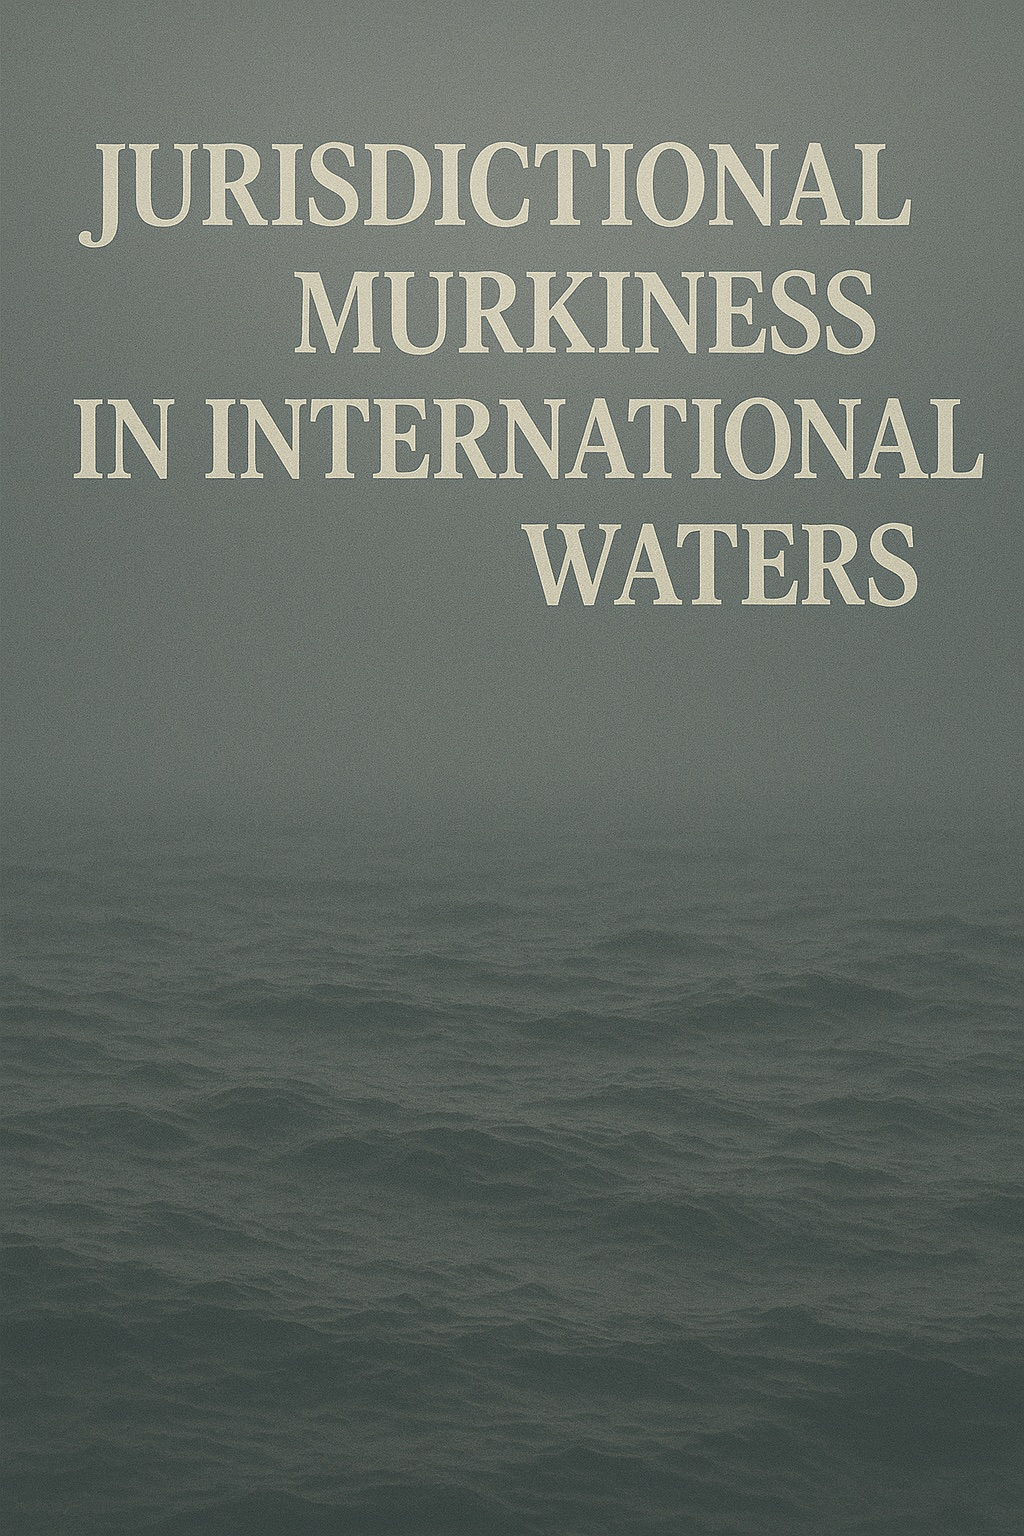 JURISDICTIONAL
MURKINESS
IN INTERNATIONAL
WATERS